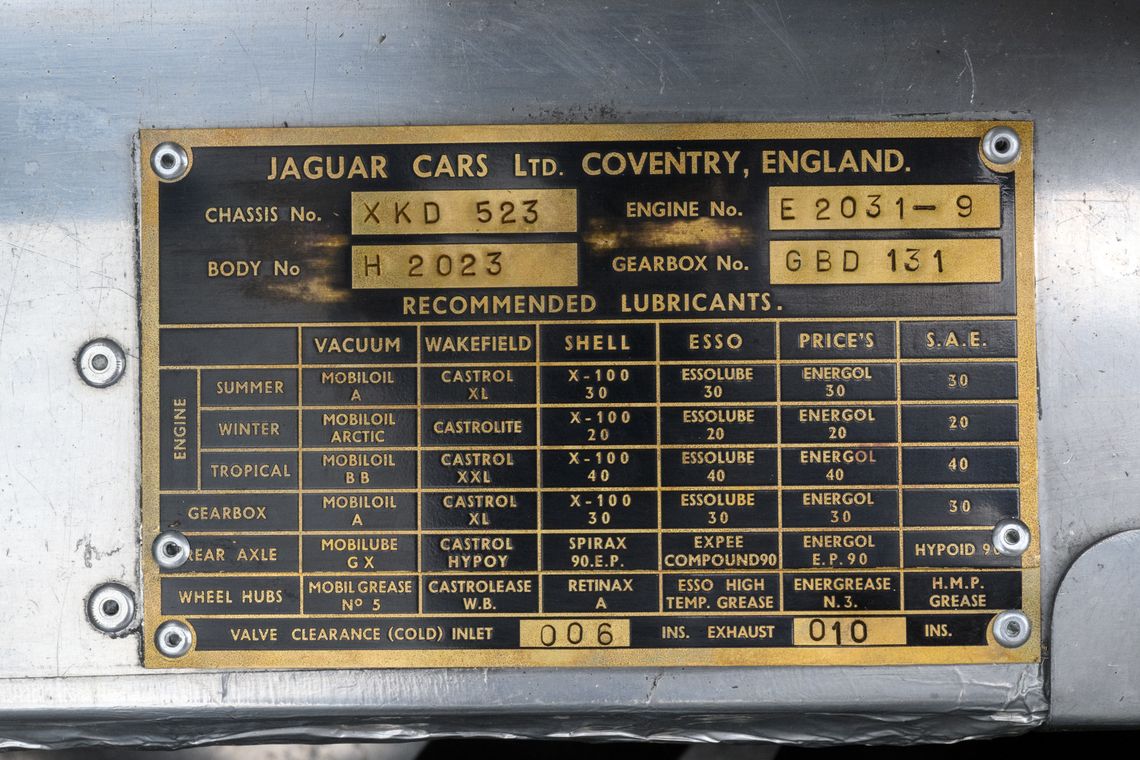 JAGUAR CARS LTD. COVENTRY, ENGLAND.
CHASSIS No. XKD 523 ENGINE No. E2031-9
BODY No H 2023 GEARBOX No. GBD 131
RECOMMENDED LUBRICANTS.
VACUUM WAKEFIELD SHELL ESSO PRICE'S S.A.E.
ENGINE
SUMMER MOBILOIL A CASTROL XL X-100 30 ESSOLUBE 30 ENERGOL 30 30
WINTER MOBILOIL ARCTIC CASTROLITE X-100 20 ESSOLUBE 20 ENERGOL 20 20
TROPICAL MOBILOIL BB CASTROL XXL X-100 40 ESSOLUBE 40 ENERGOL 40 40
GEARBOX MOBILOIL A CASTROL XL X-100 30 ESSOLUBE 30 ENERGOL 30 30
REAR AXLE MOBILUBE GX CASTROL HYPOY SPIRAX 90.E.P. EXPEE COMPOUND90 ENERGOL E.P.90 HYPOID 90
WHEEL HUBS MOBILGREASE Nº 5 CASTROLEASE W.B. RETINAX A ESSO HIGH TEMP. GREASE ENERGREASE N.3. H.M.P. GREASE
VALVE CLEARANCE (COLD) INLET 006 INS. EXHAUST 010 INS.